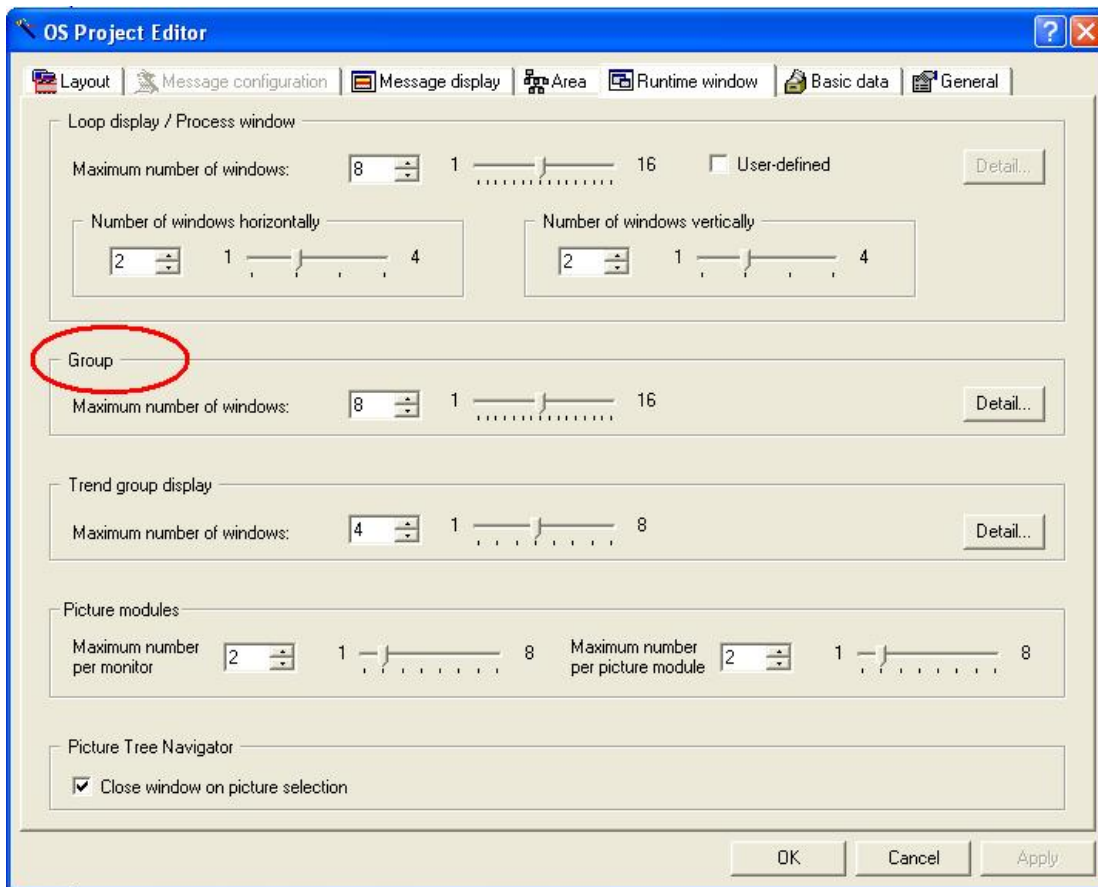 OS Project Editor
Layout Message configuration Message display Area Runtime window Basic data General
Loop display / Process window
Maximum number of windows: 8 1 16 User-defined Detail...
Number of windows horizontally Number of windows vertically
2 1 4 2 1 4
Group
Maximum number of windows: 8 1 16 Detail...
Trend group display
Maximum number of windows: 4 1 8 Detail...
Picture modules
Maximum number per monitor 2 1 8 Maximum number per picture module 2 1 8
Picture Tree Navigator
Close window on picture selection
OK Cancel Apply